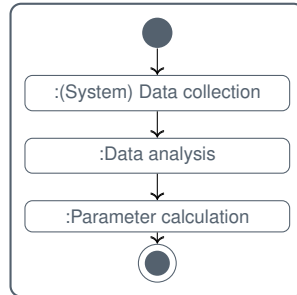 :(System) Data collection
:Data analysis
:Parameter calculation